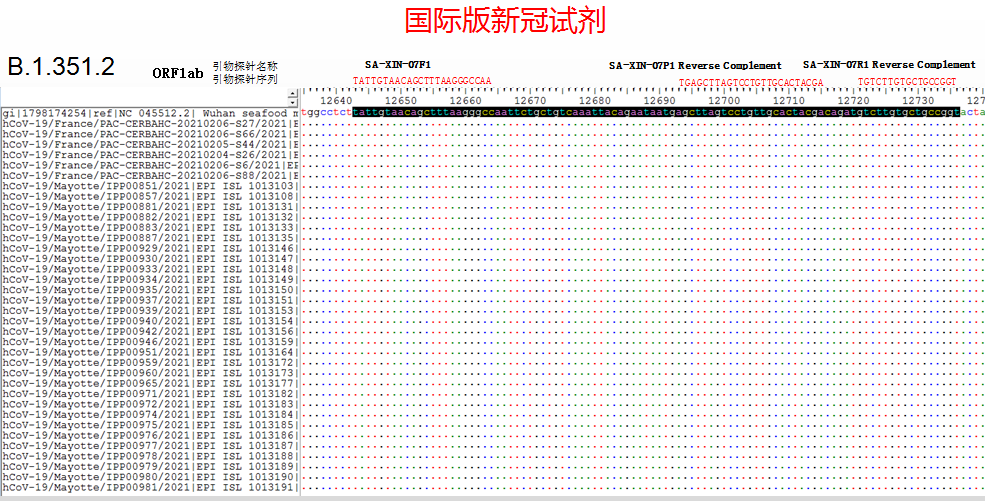 国际版新冠试剂
B.1.351.2
ORF1ab 引物探针名称
引物探针序列
SA-XIN-07F1
SA-XIN-07P1 Reverse Complement
SA-XIN-07R1 Reverse Complement
TATTGTAACAGCTTTAAGGGCCAA
TGAGCTTAGTCCTGTTGCACTACGA
TGTCTTGTGCTGCCGGT
12640 12650 12660 12670 12680 12690 12700 12710 12720 12730 127
gi|1798174254|ref|NC 045512.2| Wuhan seafood m tggcctctattgtaacagctttaagggccaattctgctgtcaaattacagaataatgagcttagtcctgttgcactacgacagatgtcttgtgctgccggtacta
hCoV-19/France/PAC-CERBAHC-20210206-S27/2021|E
hCoV-19/France/PAC-CERBAHC-20210206-S66/2021|E
hCoV-19/France/PAC-CERBAHC-20210205-S44/2021|E
hCoV-19/France/PAC-CERBAHC-20210204-S26/2021|E
hCoV-19/France/PAC-CERBAHC-20210206-S6/2021|EP
hCoV-19/France/PAC-CERBAHC-20210206-S88/2021|E
hCoV-19/Mayotte/IPP00851/2021|EPI ISL 1013103|
hCoV-19/Mayotte/IPP00857/2021|EPI ISL 1013108|
hCoV-19/Mayotte/IPP00881/2021|EPI ISL 1013131|
hCoV-19/Mayotte/IPP00882/2021|EPI ISL 1013132|
hCoV-19/Mayotte/IPP00883/2021|EPI ISL 1013133|
hCoV-19/Mayotte/IPP00887/2021|EPI ISL 1013135|
hCoV-19/Mayotte/IPP00929/2021|EPI ISL 1013146|
hCoV-19/Mayotte/IPP00930/2021|EPI ISL 1013147|
hCoV-19/Mayotte/IPP00933/2021|EPI ISL 1013148|
hCoV-19/Mayotte/IPP00934/2021|EPI ISL 1013149|
hCoV-19/Mayotte/IPP00935/2021|EPI ISL 1013150|
hCoV-19/Mayotte/IPP00937/2021|EPI ISL 1013151|
hCoV-19/Mayotte/IPP00939/2021|EPI ISL 1013153|
hCoV-19/Mayotte/IPP00940/2021|EPI ISL 1013154|
hCoV-19/Mayotte/IPP00942/2021|EPI ISL 1013156|
hCoV-19/Mayotte/IPP00946/2021|EPI ISL 1013159|
hCoV-19/Mayotte/IPP00951/2021|EPI ISL 1013164|
hCoV-19/Mayotte/IPP00959/2021|EPI ISL 1013172|
hCoV-19/Mayotte/IPP00960/2021|EPI ISL 1013173|
hCoV-19/Mayotte/IPP00965/2021|EPI ISL 1013177|
hCoV-19/Mayotte/IPP00971/2021|EPI ISL 1013182|
hCoV-19/Mayotte/IPP00972/2021|EPI ISL 1013183|
hCoV-19/Mayotte/IPP00974/2021|EPI ISL 1013184|
hCoV-19/Mayotte/IPP00975/2021|EPI ISL 1013185|
hCoV-19/Mayotte/IPP00976/2021|EPI ISL 1013186|
hCoV-19/Mayotte/IPP00977/2021|EPI ISL 1013187|
hCoV-19/Mayotte/IPP00978/2021|EPI ISL 1013188|
hCoV-19/Mayotte/IPP00979/2021|EPI ISL 1013189|
hCoV-19/Mayotte/IPP00980/2021|EPI ISL 1013190|
hCoV-19/Mayotte/IPP00981/2021|EPI ISL 1013191|